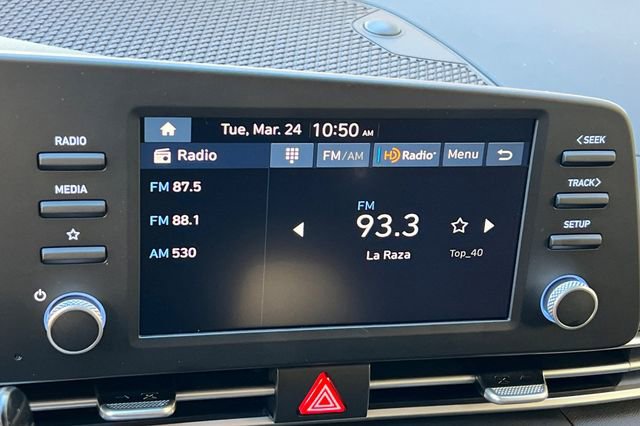 RADIO
MEDIA
Tue, Mar. 24 10:50 AM
Radio FM/AM HD Radio Menu
FM 87.5
FM 88.1
AM 530
FM
93.3
La Raza
Top_40
<SEEK
TRACK>
SETUP